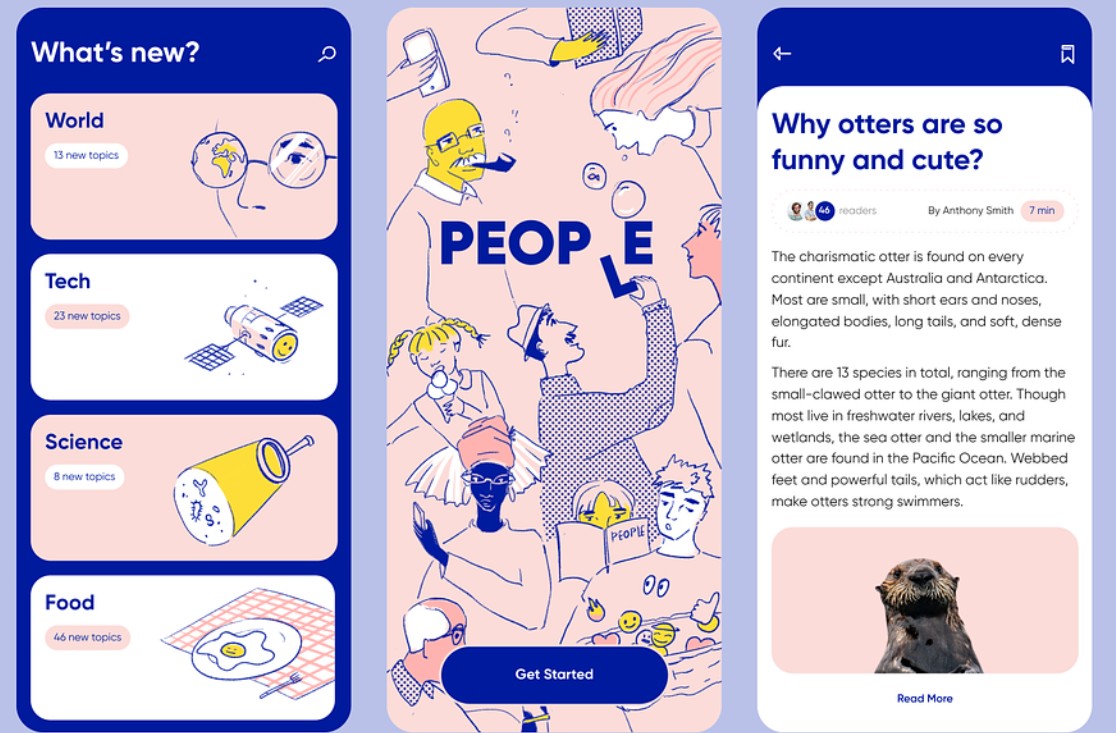 What's new?
World
13 new topics
Tech
23 new topics
Science
8 new topics
Food
46 new topics
PEOPLE
PEOPLE
Get Started
Why otters are so
funny and cute?
46 readers
By Anthony Smith
7 min
The charismatic otter is found on every
continent except Australia and Antarctica.
Most are small, with short ears and noses,
elongated bodies, long tails, and soft, dense
fur.
There are 13 species in total, ranging from the
small-clawed otter to the giant otter. Though
most live in freshwater rivers, lakes, and
wetlands, the sea otter and the smaller marine
otter are found in the Pacific Ocean. Webbed
feet and powerful tails, which act like rudders,
make otters strong swimmers.
Read More